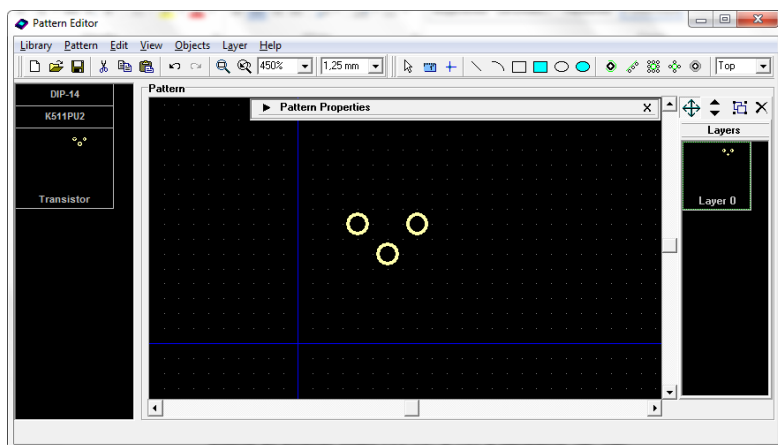 Pattern Editor
Library Pattern Edit View Objects Layer Help
450% 1,25 mm Top
DIP-14
K511PU2
Transistor
Pattern
Pattern Properties
Layers
Layer 0